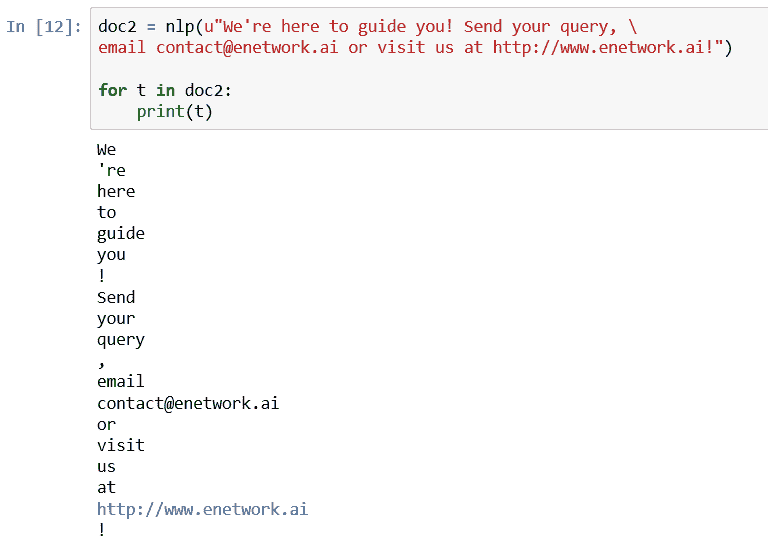 In [12]: doc2 = nlp(u"We're here to guide you! Send your query, \
email contact@enetwork.ai or visit us at http://www.enetwork.ai!")
for t in doc2:
    print(t)
We
're
here
to
guide
you
!
Send
your
query
,
email
contact@enetwork.ai
or
visit
us
at
http://www.enetwork.ai
!